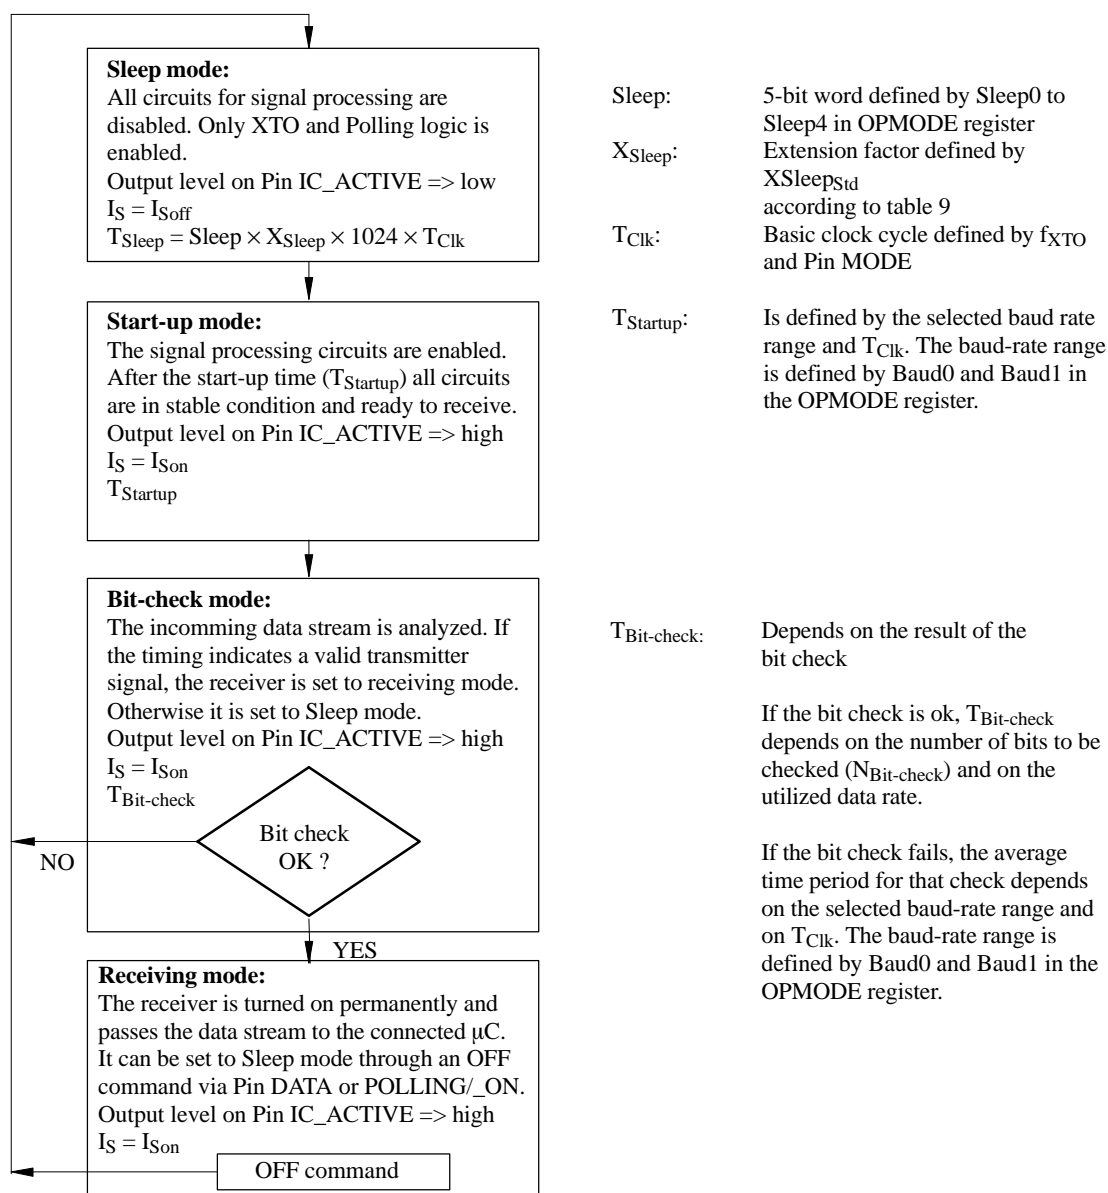 Sleep mode:
All circuits for signal processing are
disabled. Only XTO and Polling logic is
enabled.
Output level on Pin IC_ACTIVE => low
IS = ISoff
TSleep = Sleep × XSleep × 1024 × TClk
Sleep: 5-bit word defined by Sleep0 to
Sleep4 in OPMODE register
XSleep: Extension factor defined by
XSleepStd
according to table 9
TClk: Basic clock cycle defined by fXTO
and Pin MODE
Start-up mode:
The signal processing circuits are enabled.
After the start-up time (TStartup) all circuits
are in stable condition and ready to receive.
Output level on Pin IC_ACTIVE => high
IS = ISon
TStartup
TStartup: Is defined by the selected baud rate
range and TClk. The baud-rate range
is defined by Baud0 and Baud1 in
the OPMODE register.
Bit-check mode:
The incomming data stream is analyzed. If
the timing indicates a valid transmitter
signal, the receiver is set to receiving mode.
Otherwise it is set to Sleep mode.
Output level on Pin IC_ACTIVE => high
IS = ISon
TBit-check
Bit check
OK ?
NO
YES
TBit-check: Depends on the result of the
bit check
If the bit check is ok, TBit-check
depends on the number of bits to be
checked (NBit-check) and on the
utilized data rate.
If the bit check fails, the average
time period for that check depends
on the selected baud-rate range and
on TClk. The baud-rate range is
defined by Baud0 and Baud1 in the
OPMODE register.
Receiving mode:
The receiver is turned on permanently and
passes the data stream to the connected µC.
It can be set to Sleep mode through an OFF
command via Pin DATA or POLLING/_ON.
Output level on Pin IC_ACTIVE => high
IS = ISon
OFF command